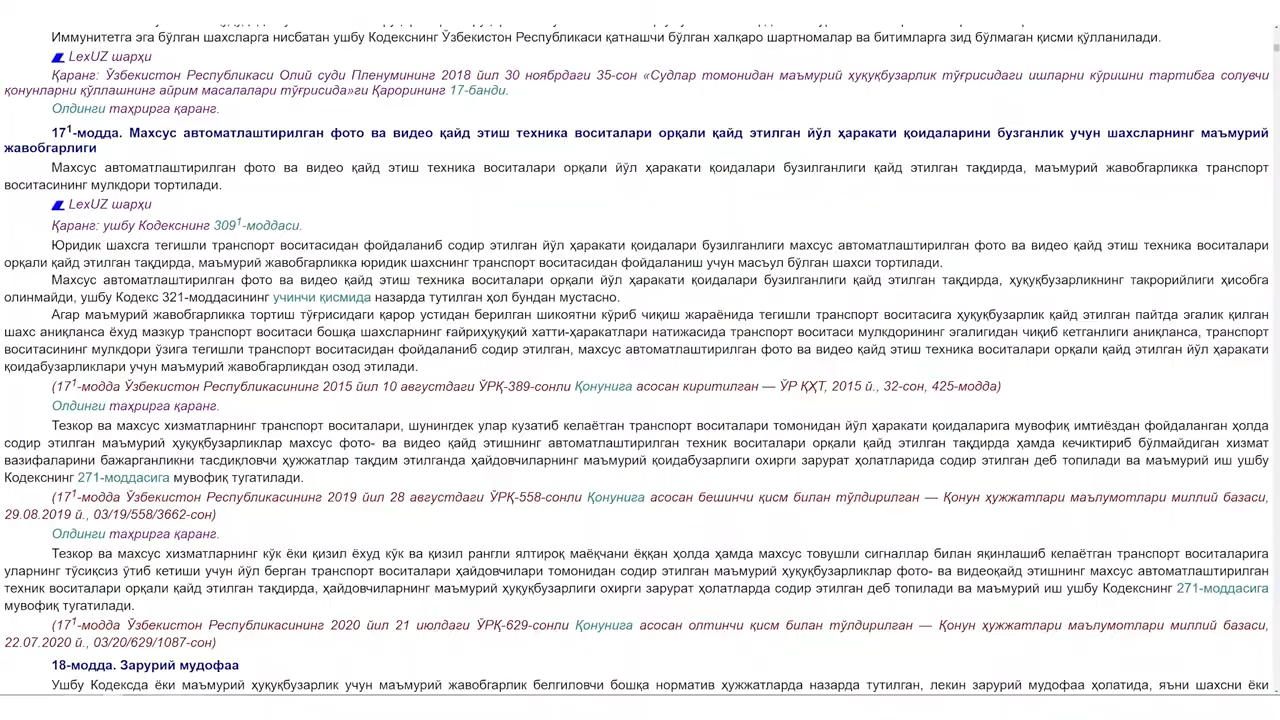 Иммунитетга эга бўлган шахсларга нисбатан ушбу Кодекснинг Ўзбекистон Республикаси қатнашчи бўлган халқаро шартномалар ва битимларга зид бўлмаган қисми қўлланилади.
LexUZ шарҳи
Қаранг: Ўзбекистон Республикаси Олий суди Пленумининг 2018 йил 30 ноябрдаги 35-сон «Судлар томонидан маъмурий ҳуқуқбузарлик тўғрисидаги ишларни кўришни тартибга солувчи
қонунларни қўллашнинг айрим масалалари тўғрисида»ги Қарорининг 17-банди.
Олдинги таҳрирга қаранг.
17¹-модда. Махсус автоматлаштирилган фото ва видео қайд этиш техника воситалари орқали қайд этилган йўл ҳаракати қоидаларини бузганлик учун шахсларнинг маъмурий
жавобгарлиги
Махсус автоматлаштирилган фото ва видео қайд этиш техника воситалари орқали йўл ҳаракати қоидалари бузилганлиги қайд этилган тақдирда, маъмурий жавобгарликка транспорт
воситасининг мулкдори тортилади.
LexUZ шарҳи
Қаранг: ушбу Кодекснинг 309¹-моддаси.
Юридик шахсга тегишли транспорт воситасидан фойдаланиб содир этилган йўл ҳаракати қоидалари бузилганлиги махсус автоматлаштирилган фото ва видео қайд этиш техника воситалари
орқали қайд этилган тақдирда, маъмурий жавобгарликка юридик шахснинг транспорт воситасидан фойдаланиш учун масъул бўлган шахси тортилади.
Махсус автоматлаштирилган фото ва видео қайд этиш техника воситалари орқали йўл ҳаракати қоидалари бузилганлиги қайд этилган тақдирда, ҳуқуқбузарликнинг такрорийлиги ҳисобга
олинмайди, ушбу Кодекс 321-моддасининг учинчи қисмида назарда тутилган ҳол бундан мустасно.
Агар маъмурий жавобгарликка тортиш тўғрисидаги қарор устидан берилган шикоятни кўриб чиқиш жараёнида тегишли транспорт воситасига ҳуқуқбузарлик қайд этилган пайтда эгалик қилган
шахс аниқланса ёхуд мазкур транспорт воситаси бошқа шахсларнинг ғайриҳуқуқий хатти-ҳаракатлари натижасида транспорт воситаси мулкдорининг эгалигидан чиқиб кетганлиги аниқланса, транспорт
воситасининг мулкдори ўзига тегишли транспорт воситасидан фойдаланиб содир этилган, махсус автоматлаштирилган фото ва видео қайд этиш техника воситалари орқали қайд этилган йўл ҳаракати
қоидабузарликлари учун маъмурий жавобгарликдан озод этилади.
(17¹-модда Ўзбекистон Республикасининг 2015 йил 10 августдаги ЎРҚ-389-сонли Қонунига асосан киритилган — ЎР ҚҲТ, 2015 й., 32-сон, 425-модда)
Олдинги таҳрирга қаранг.
Тезкор ва махсус хизматларнинг транспорт воситалари, шунингдек улар кузатиб келаётган транспорт воситалари томонидан йўл ҳаракати қоидаларига мувофиқ имтиёздан фойдаланган ҳолда
содир этилган маъмурий ҳуқуқбузарликлар махсус фото- ва видео қайд этишнинг автоматлаштирилган техник воситалари орқали қайд этилган тақдирда ҳамда кечиктириб бўлмайдиган хизмат
вазифаларини бажарганликни тасдиқловчи ҳужжатлар тақдим этилганда ҳайдовчиларнинг маъмурий қоидабузарлиги охирги зарурат ҳолатларида содир этилган деб топилади ва маъмурий иш ушбу
Кодекснинг 271-моддасига мувофиқ тугатилади.
(17¹-модда Ўзбекистон Республикасининг 2019 йил 28 августдаги ЎРҚ-558-сонли Қонунига асосан бешинчи қисм билан тўлдирилган — Қонун ҳужжатлари маълумотлари миллий базаси,
29.08.2019 й., 03/19/558/3662-сон)
Олдинги таҳрирга қаранг.
Тезкор ва махсус хизматларнинг кўк ёки қизил ёхуд кўк ва қизил рангли ялтироқ маёқчани ёққан ҳолда ҳамда махсус товушли сигналлар билан яқинлашиб келаётган транспорт воситаларига
уларнинг тўсиқсиз ўтиб кетиши учун йўл берган транспорт воситалари ҳайдовчилари томонидан содир этилган маъмурий ҳуқуқбузарликлар фото- ва видеоқайд этишнинг махсус автоматлаштирилган
техник воситалари орқали қайд этилган тақдирда, ҳайдовчиларнинг маъмурий ҳуқуқбузарлиги охирги зарурат ҳолатларда содир этилган деб топилади ва маъмурий иш ушбу Кодекснинг 271-моддасига
мувофиқ тугатилади.
(17¹-модда Ўзбекистон Республикасининг 2020 йил 21 июлдаги ЎРҚ-629-сонли Қонунига асосан олтинчи қисм билан тўлдирилган — Қонун ҳужжатлари маълумотлари миллий базаси,
22.07.2020 й., 03/20/629/1087-сон)
18-модда. Зарурий мудофаа
Ушбу Кодексда ёки маъмурий ҳуқуқбузарлик учун маъмурий жавобгарлик белгиловчи бошқа норматив ҳужжатларда назарда тутилган, лекин зарурий мудофаа ҳолатида, яъни шахсни ёки